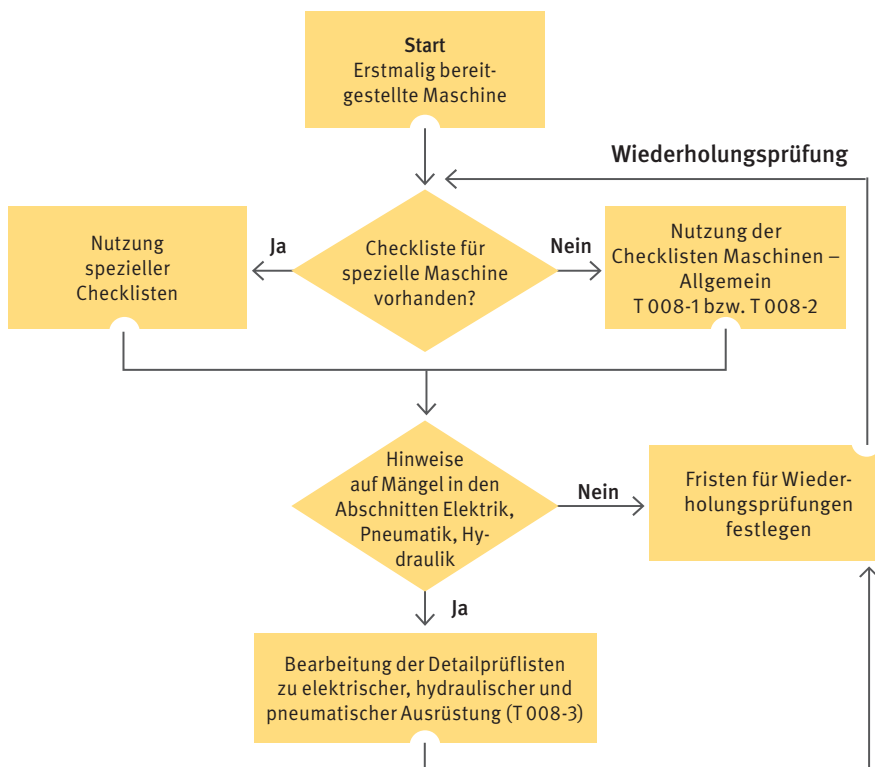 Start
Erstmalig bereit-
gestellte Maschine
Wiederholungsprüfung
Nutzung
spezieller
Checklisten
Ja
Checkliste für
spezielle Maschine
vorhanden?
Nein
Nutzung der
Checklisten Maschinen –
Allgemein
T 008-1 bzw. T 008-2
Hinweise
auf Mängel in den
Abschnitten Elektrik,
Pneumatik, Hy-
draulik
Nein
Fristen für Wieder-
holungsprüfungen
festlegen
Ja
Bearbeitung der Detailprüflisten
zu elektrischer, hydraulischer und
pneumatischer Ausrüstung (T 008-3)